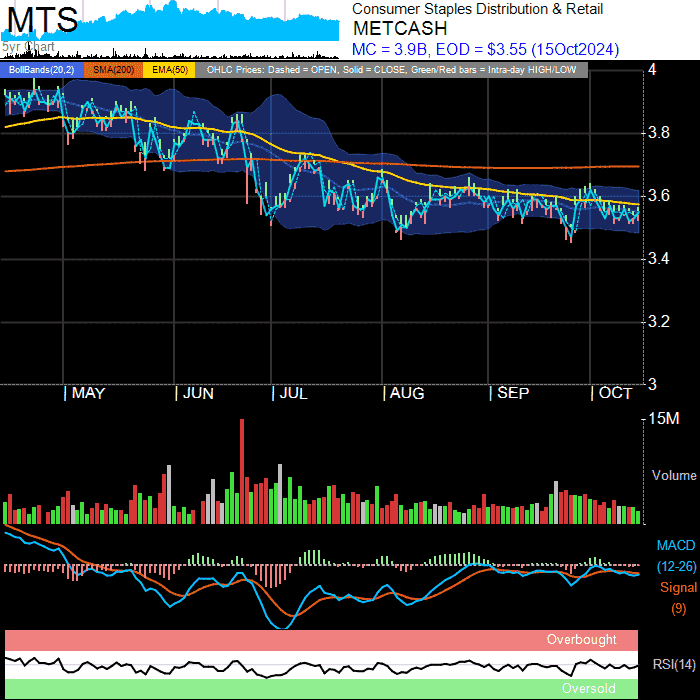 MTS
5yr Chart
Consumer Staples Distribution & Retail
METCASH
MC = 3.9B, EOD = $3.55 (15Oct2024)
BollBands(20,2) SMA(200) EMA(50) OHLC Prices: Dashed = OPEN, Solid = CLOSE, Green/Red bars = Intra-day HIGH/LOW
4
3.8
3.6
3.4
3.2
3
| MAY | JUN | JUL | AUG | SEP | OCT
15M
Volume
MACD
(12-26)
Signal
(9)
Overbought
RSI(14)
Oversold